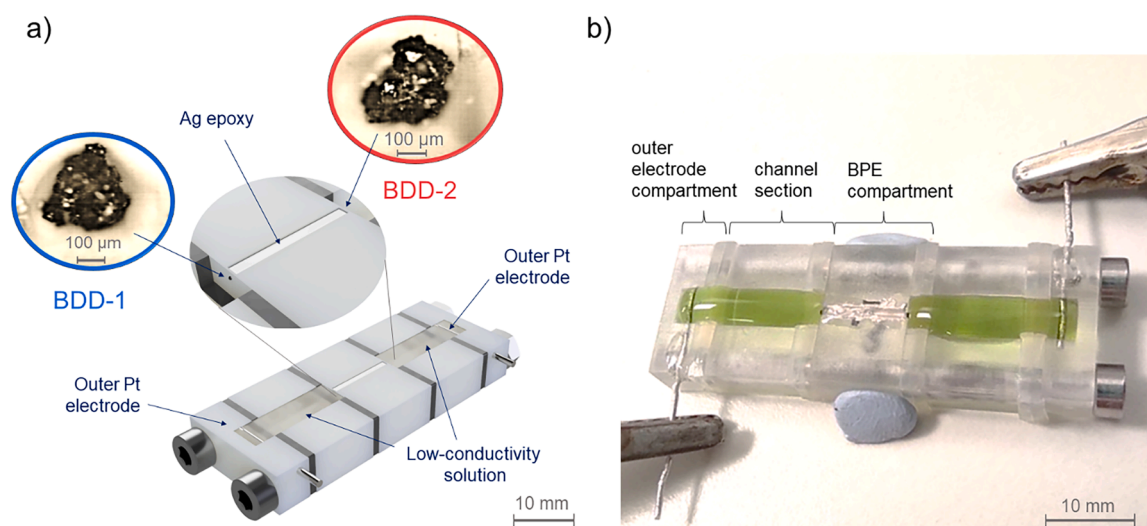 a)
Ag epoxy
100 µm
BDD-2
100 µm
BDD-1
Outer Pt
electrode
Outer Pt
electrode
Low-conductivity
solution
10 mm
b)
outer
electrode
compartment
channel
section
BPE
compartment
10 mm